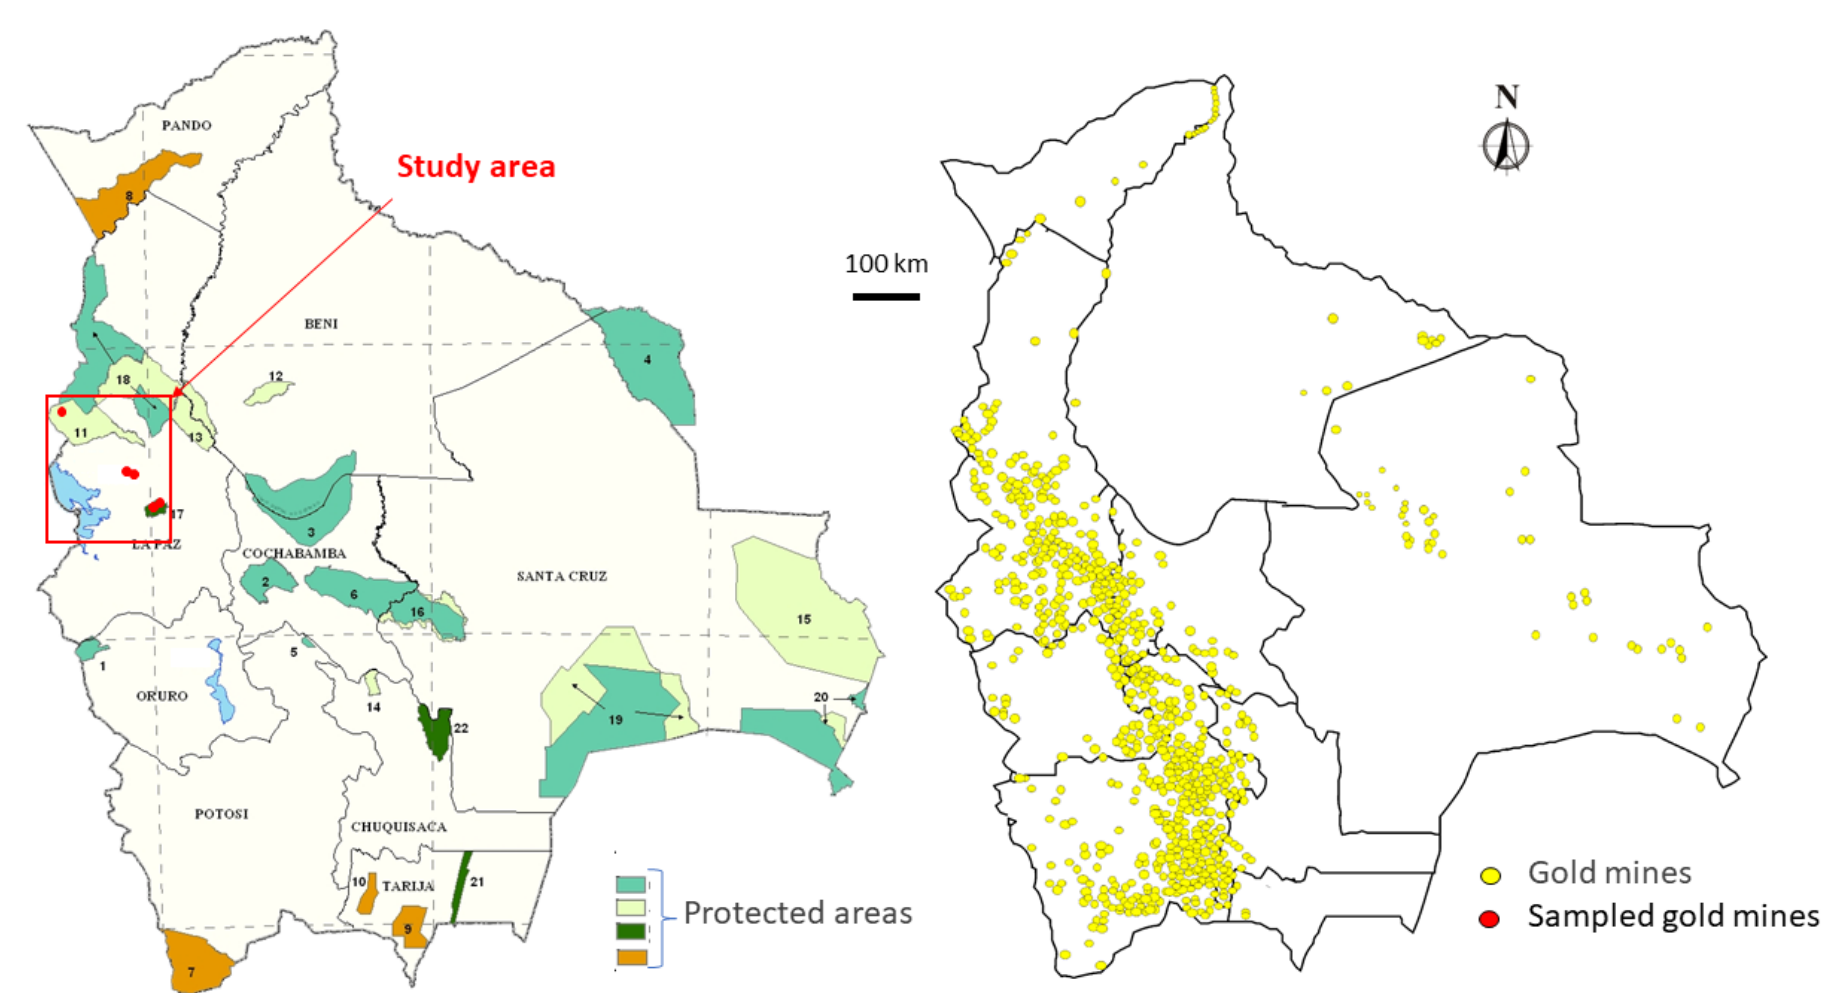 PANDO
8
Study area
BENI
12
4
18
11
13
17
LA PAZ
3
COCHABAMBA
2
6
16
SANTA CRUZ
15
1
5
ORURO
14
20
19
22
POTOSI
CHUQUISACA
10
TARIJA
21
9
7
Protected areas
100 km
N
Gold mines
Sampled gold mines